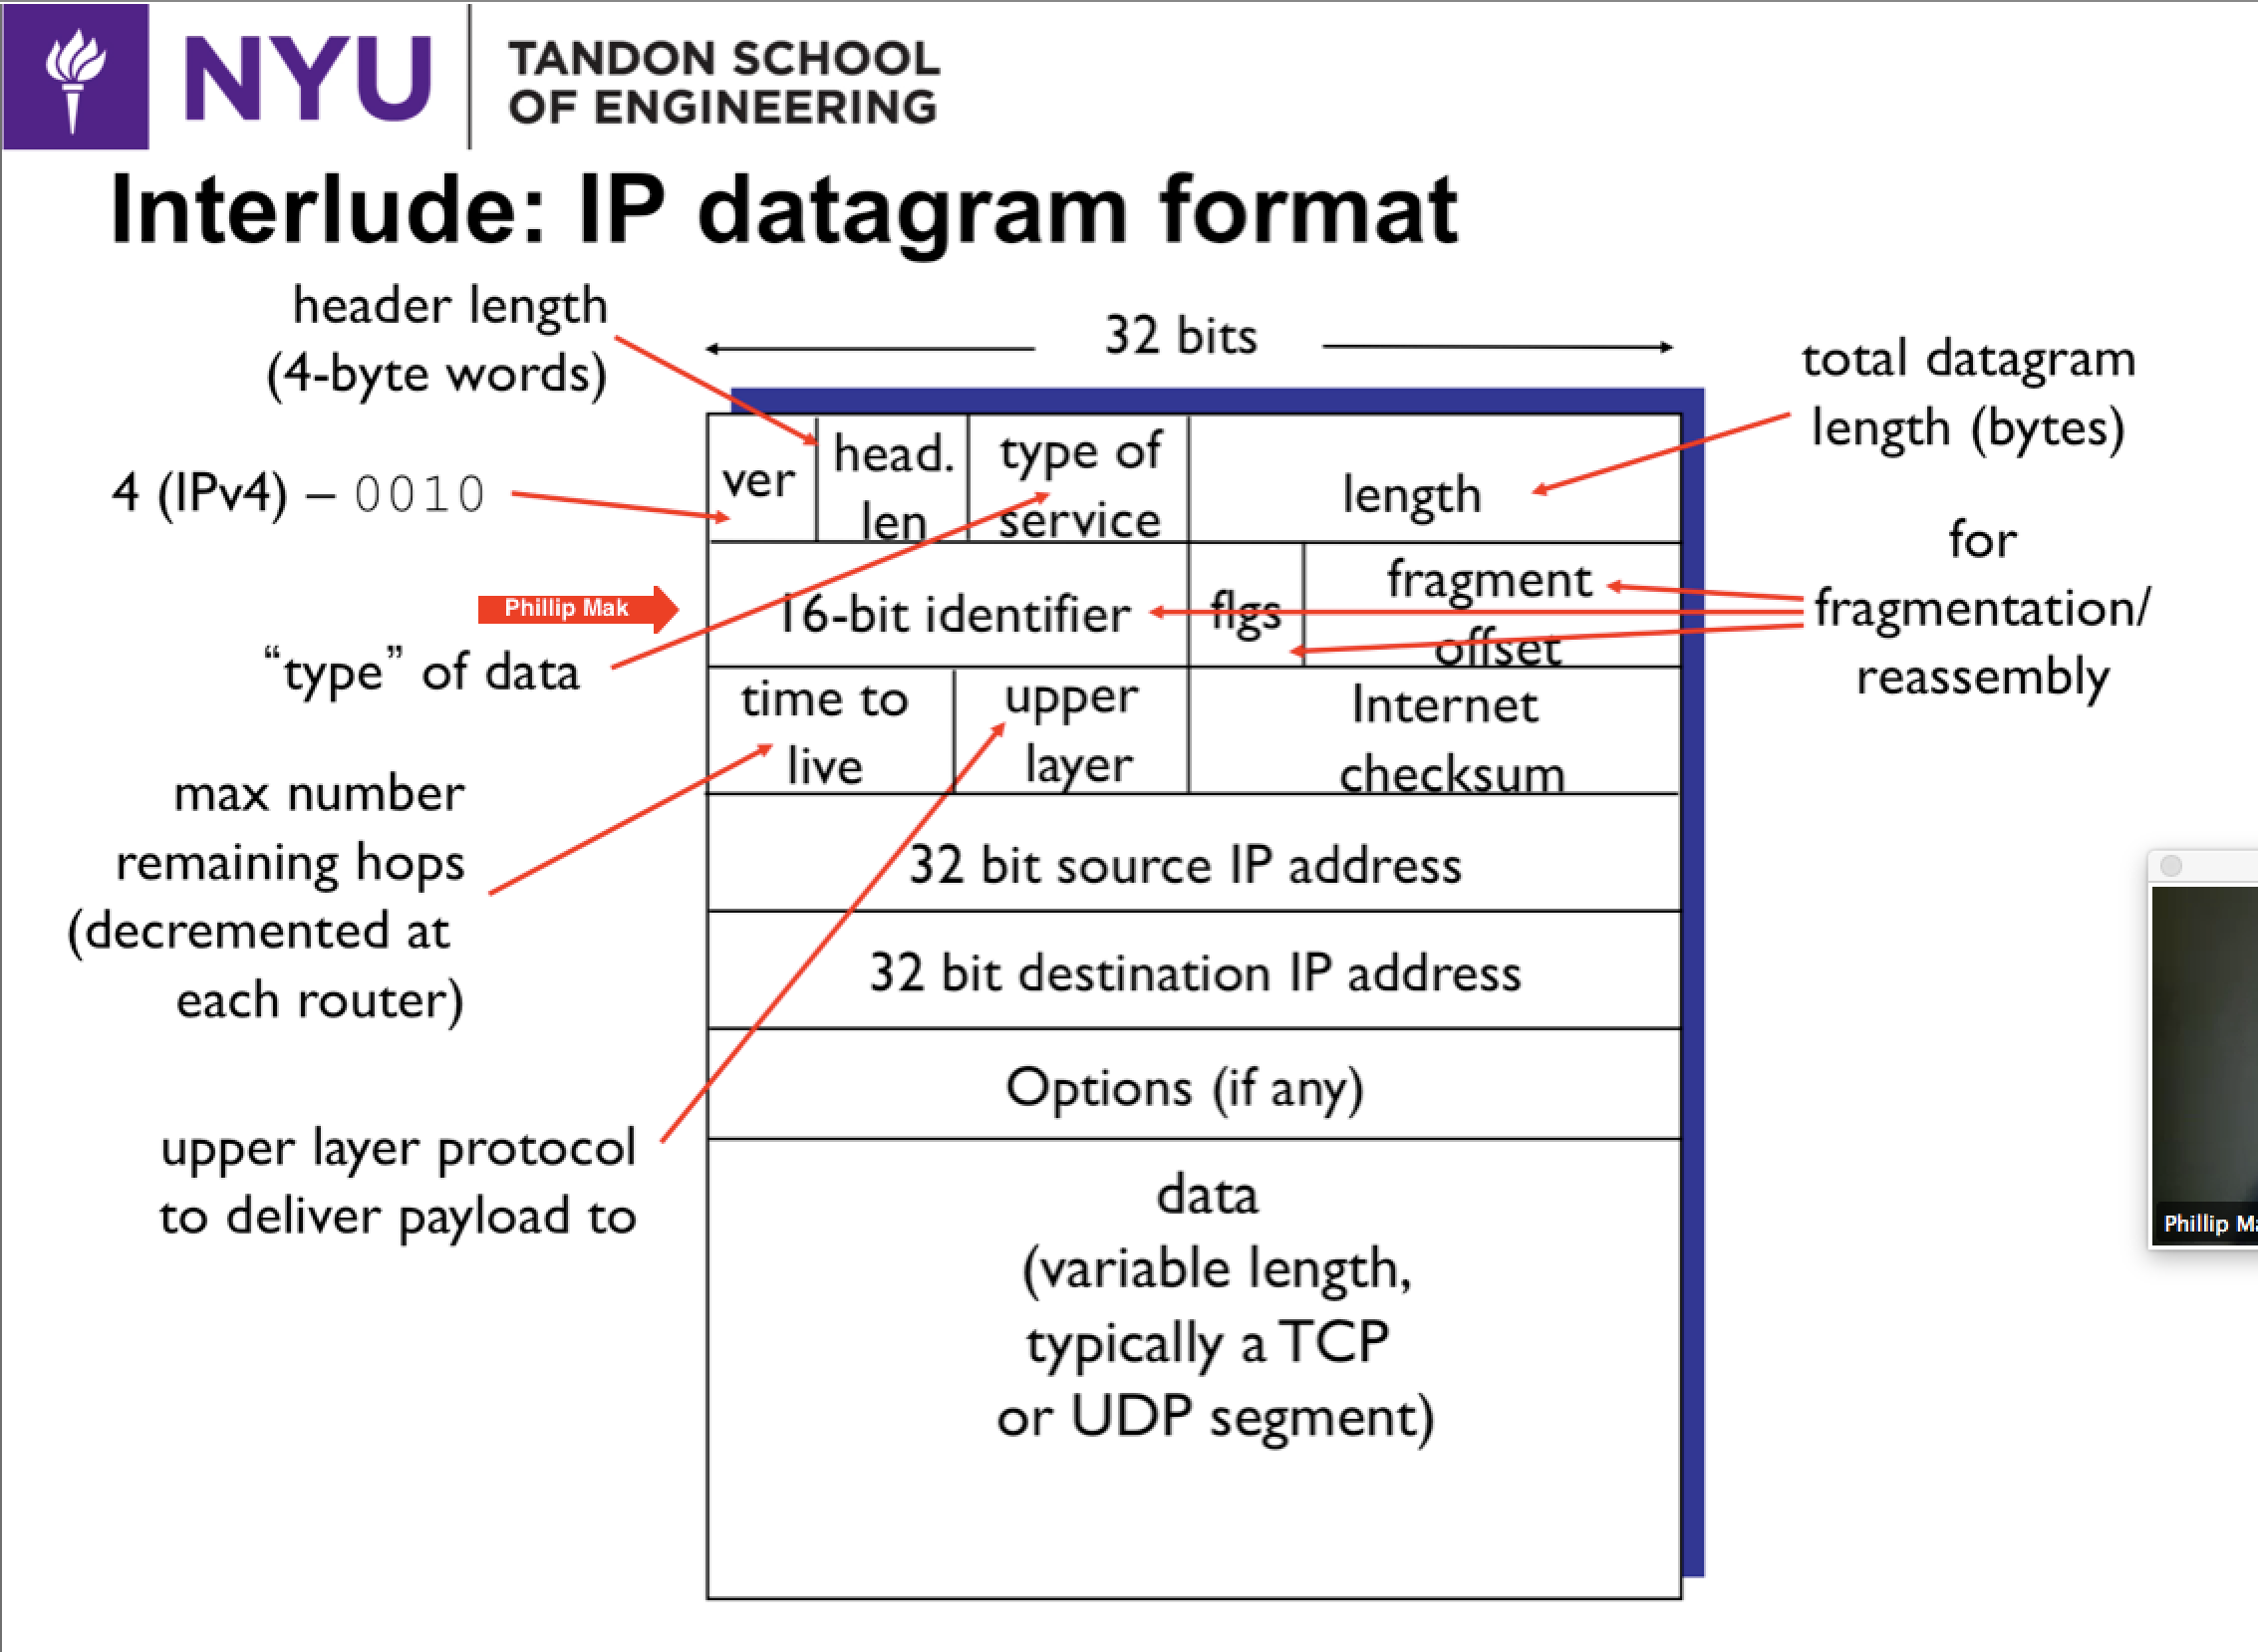 NYU
TANDON SCHOOL
OF ENGINEERING
Interlude: IP datagram format
header length
(4-byte words)
4 (IPv4) – 0010
Phillip Mak
“type” of data
max number
remaining hops
(decremented at
each router)
upper layer protocol
to deliver payload to
32 bits
ver
head.
len
type of
service
length
16-bit identifier
flgs
fragment
offset
time to
live
upper
layer
Internet
checksum
32 bit source IP address
32 bit destination IP address
Options (if any)
data
(variable length,
typically a TCP
or UDP segment)
total datagram
length (bytes)
for
fragmentation/
reassembly
Phillip Ma